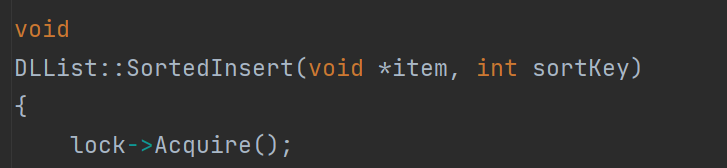 void
DLList::SortedInsert(void *item, int sortKey)
{
    lock->Acquire();